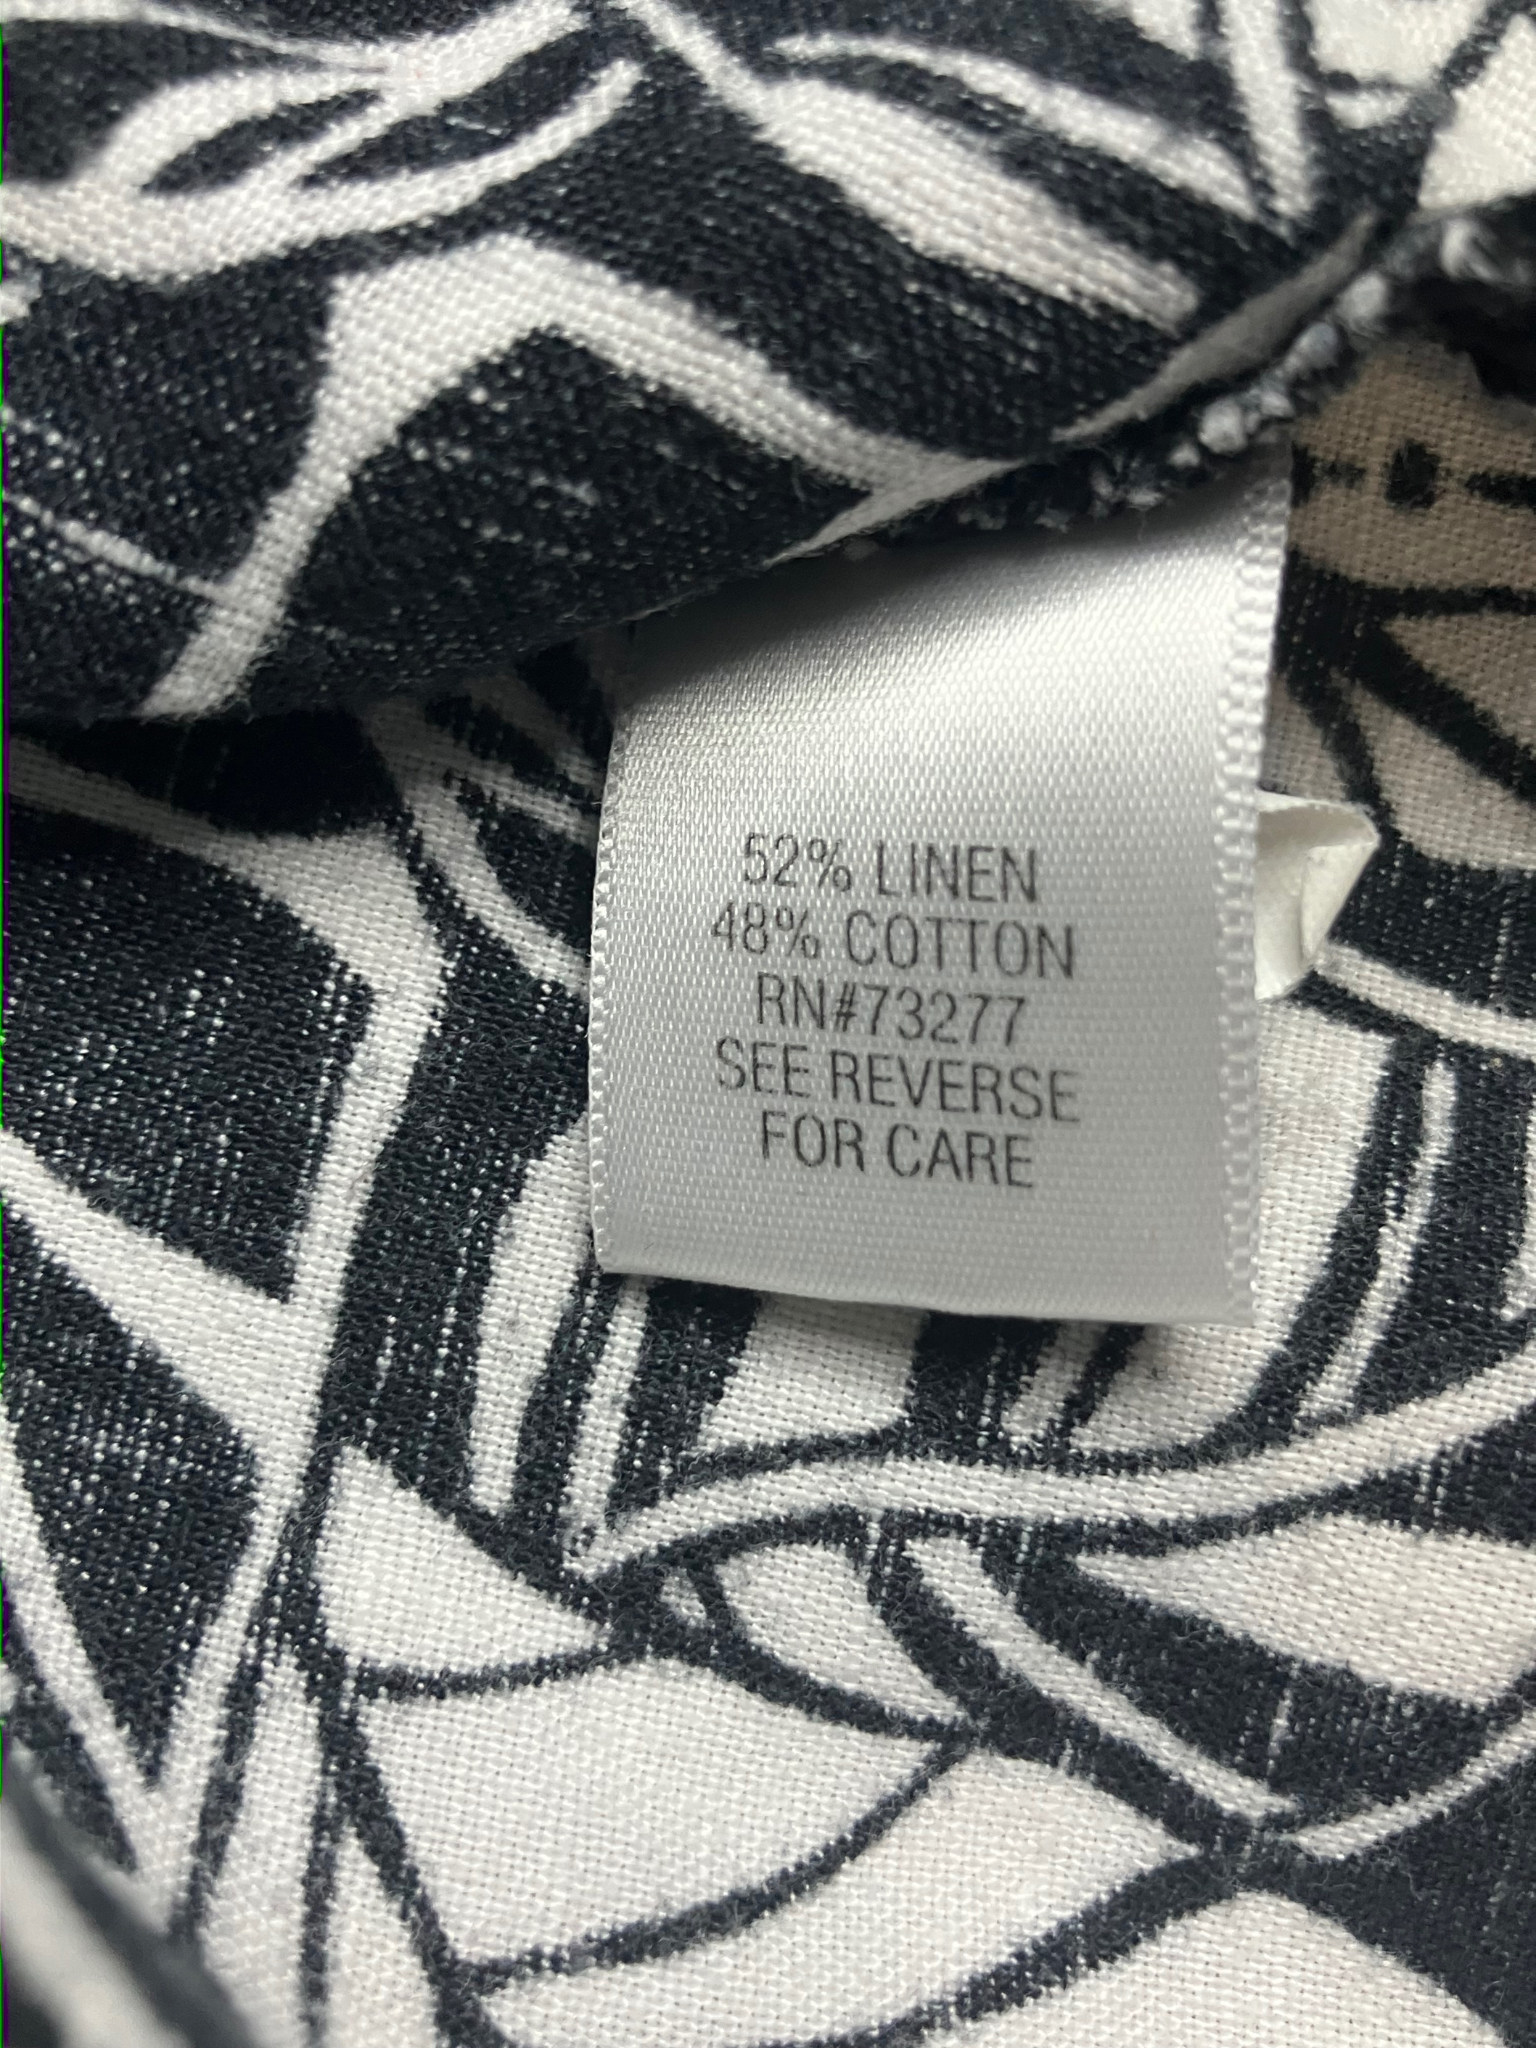 52% LINEN
48% COTTON
RN#73277
SEE REVERSE
FOR CARE